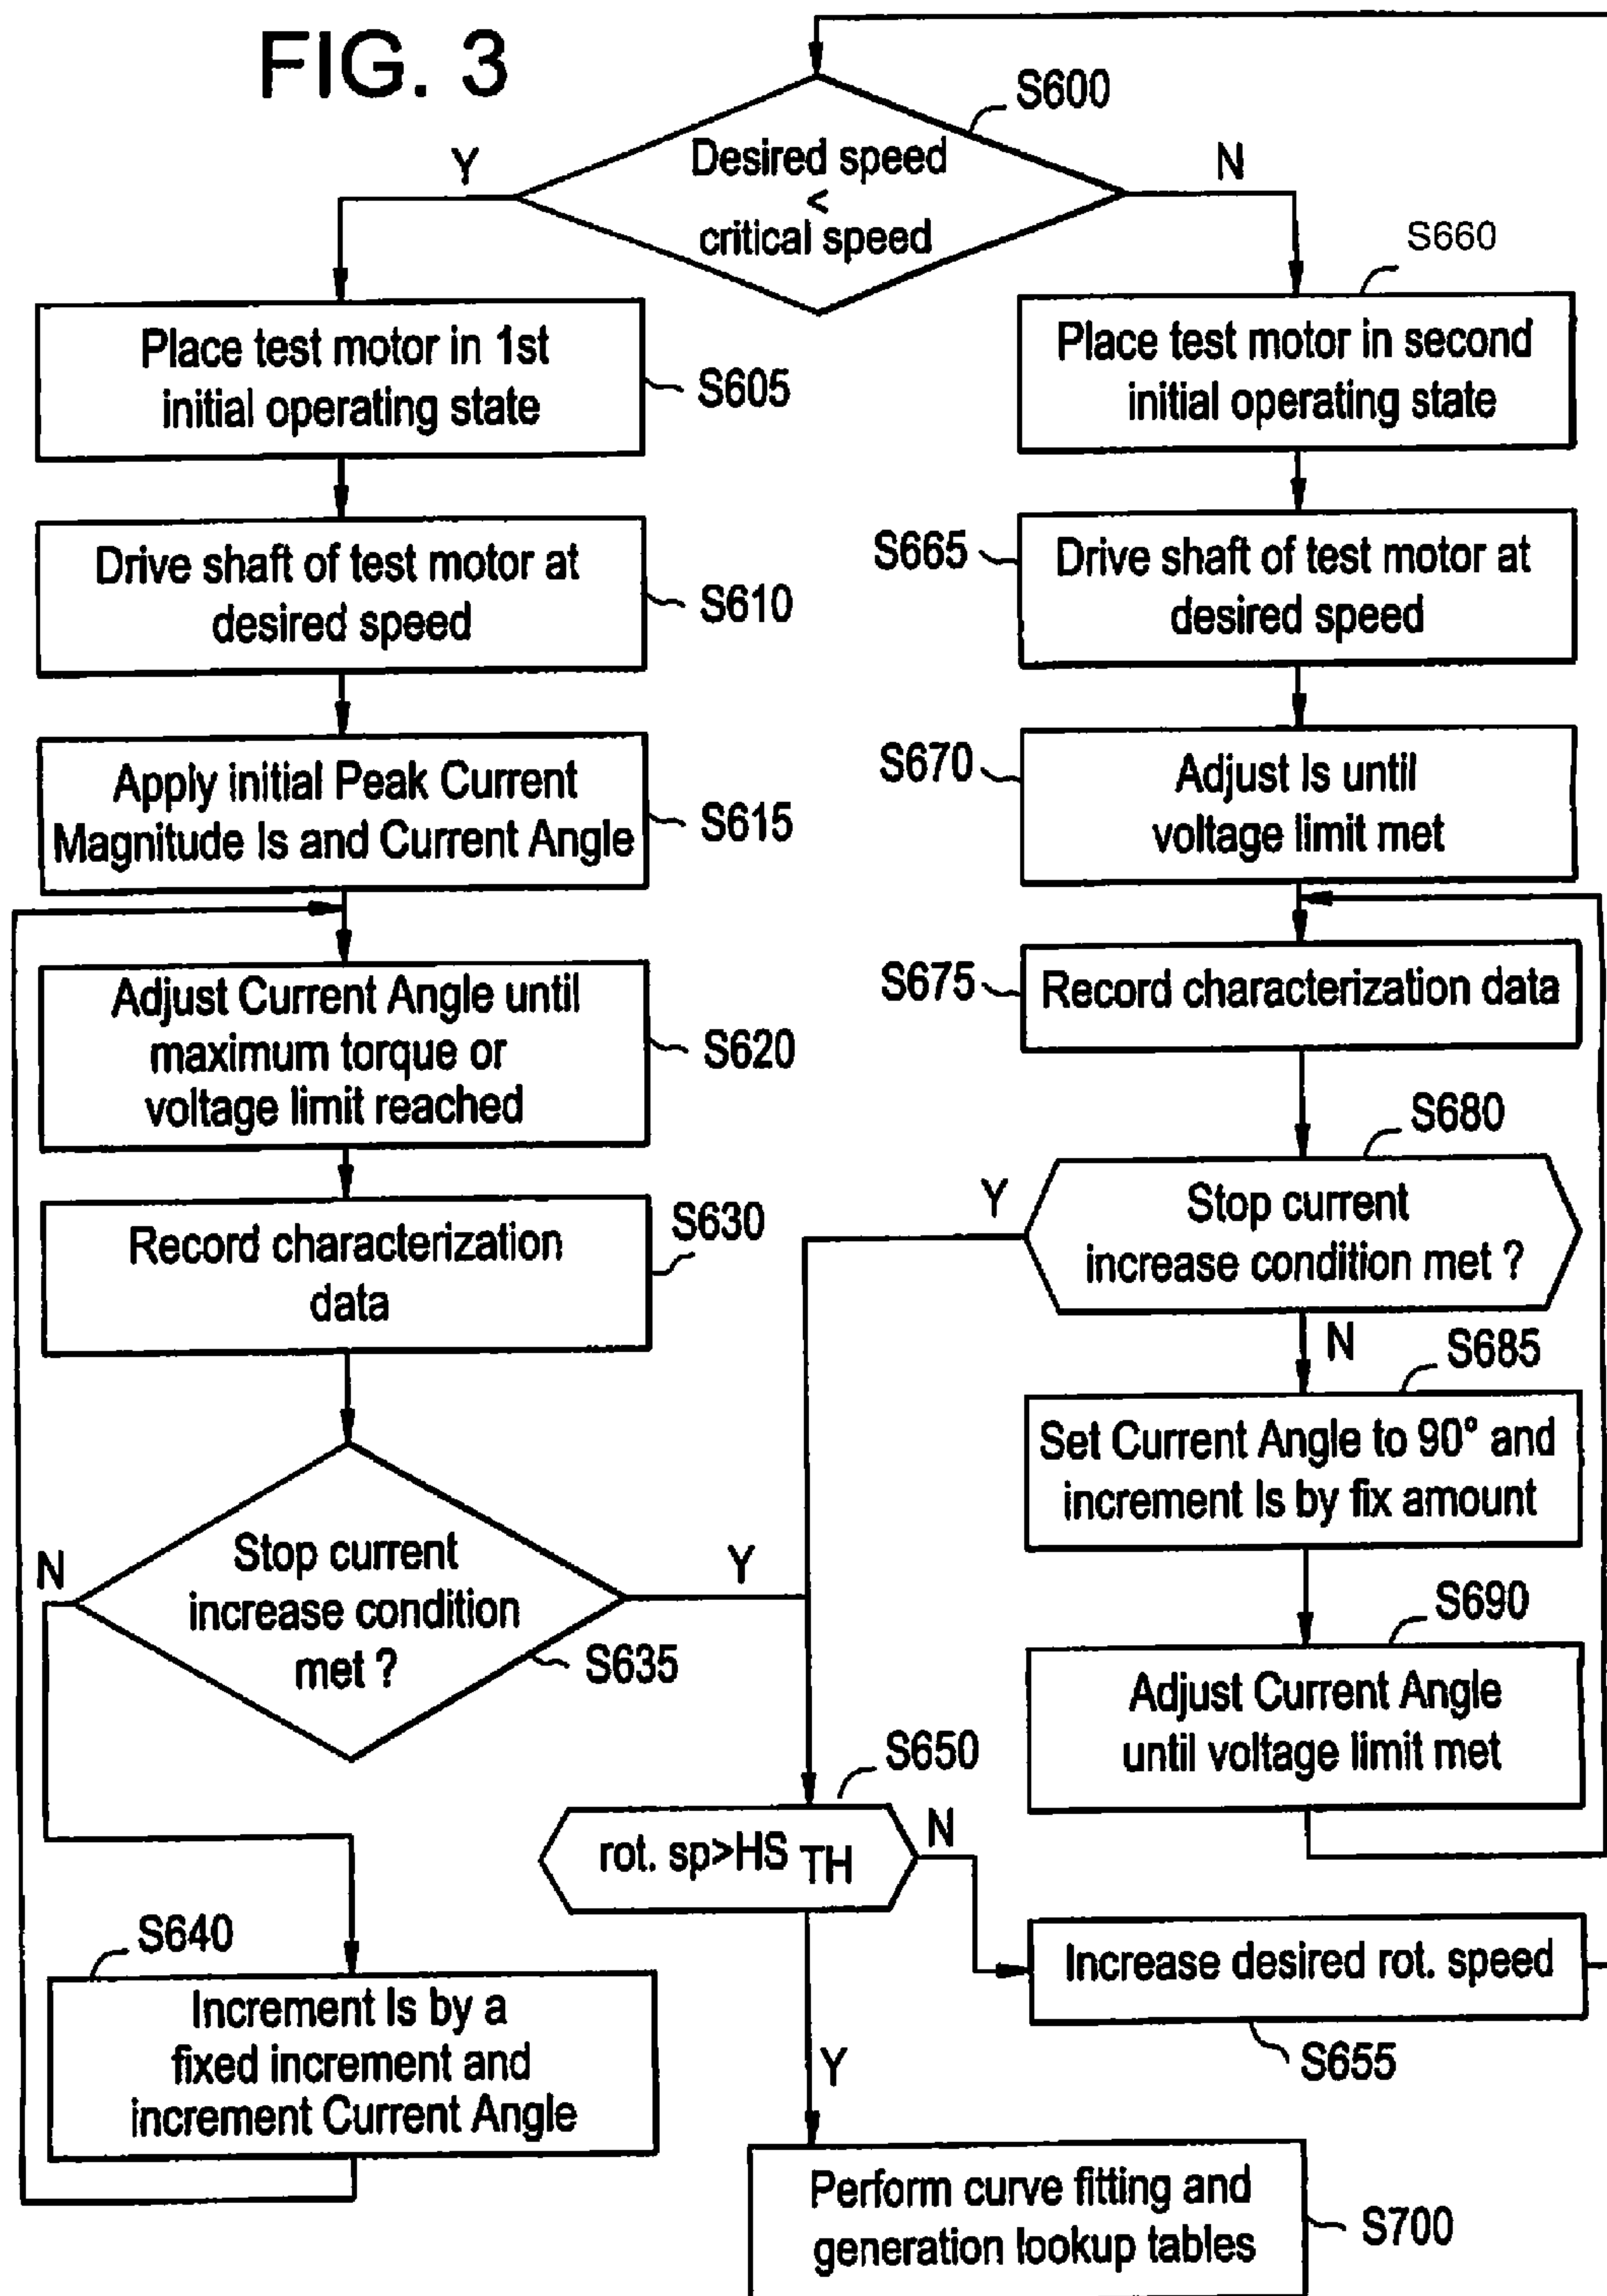 FIG. 3
S600
Desired speed
<
critical speed
Y
N
Place test motor in 1st
initial operating state
S605
Drive shaft of test motor at
desired speed
S610
Apply initial Peak Current
Magnitude Is and Current Angle
S615
Adjust Current Angle until
maximum torque or
voltage limit reached
S620
Record characterization
data
S630
Stop current
increase condition
met ?
S635
N
Y
S640
Increment Is by a
fixed increment and
increment Current Angle
S660
Place test motor in second
initial operating state
S665
Drive shaft of test motor at
desired speed
S670
Adjust Is until
voltage limit met
S675
Record characterization data
S680
Stop current
increase condition met ?
Y
N
S685
Set Current Angle to 90° and
increment Is by fix amount
S690
Adjust Current Angle
until voltage limit met
S650
rot. sp>HS TH
N
Y
Increase desired rot. speed
S655
Perform curve fitting and
generation lookup tables
S700